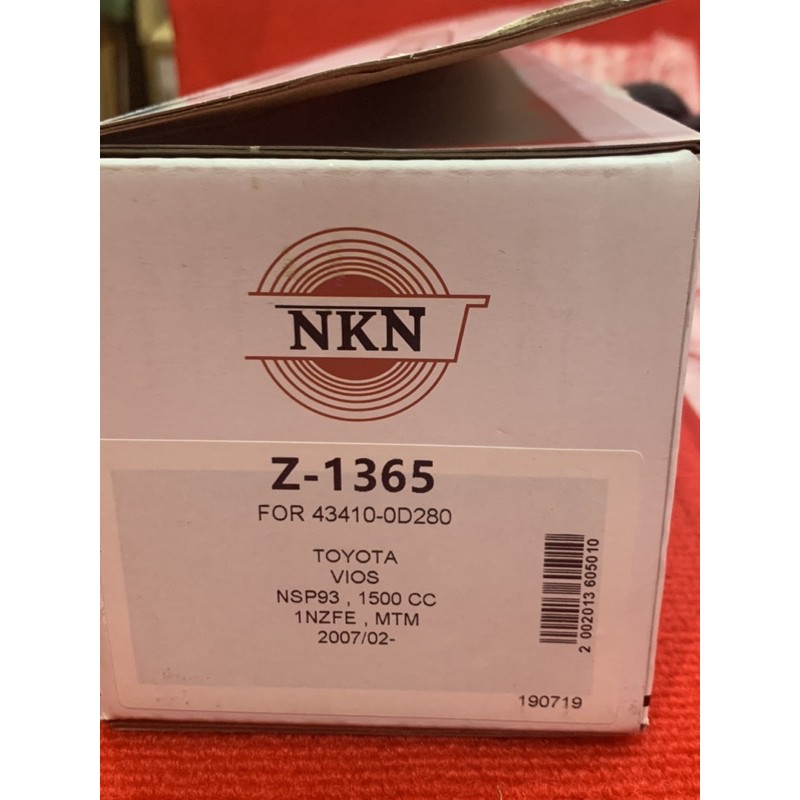 NKN
Z-1365
FOR 43410-0D280
TOYOTA
VIOS
NSP93 , 1500 CC
1NZFE , MTM
2007/02-
2 002013 605010
190719